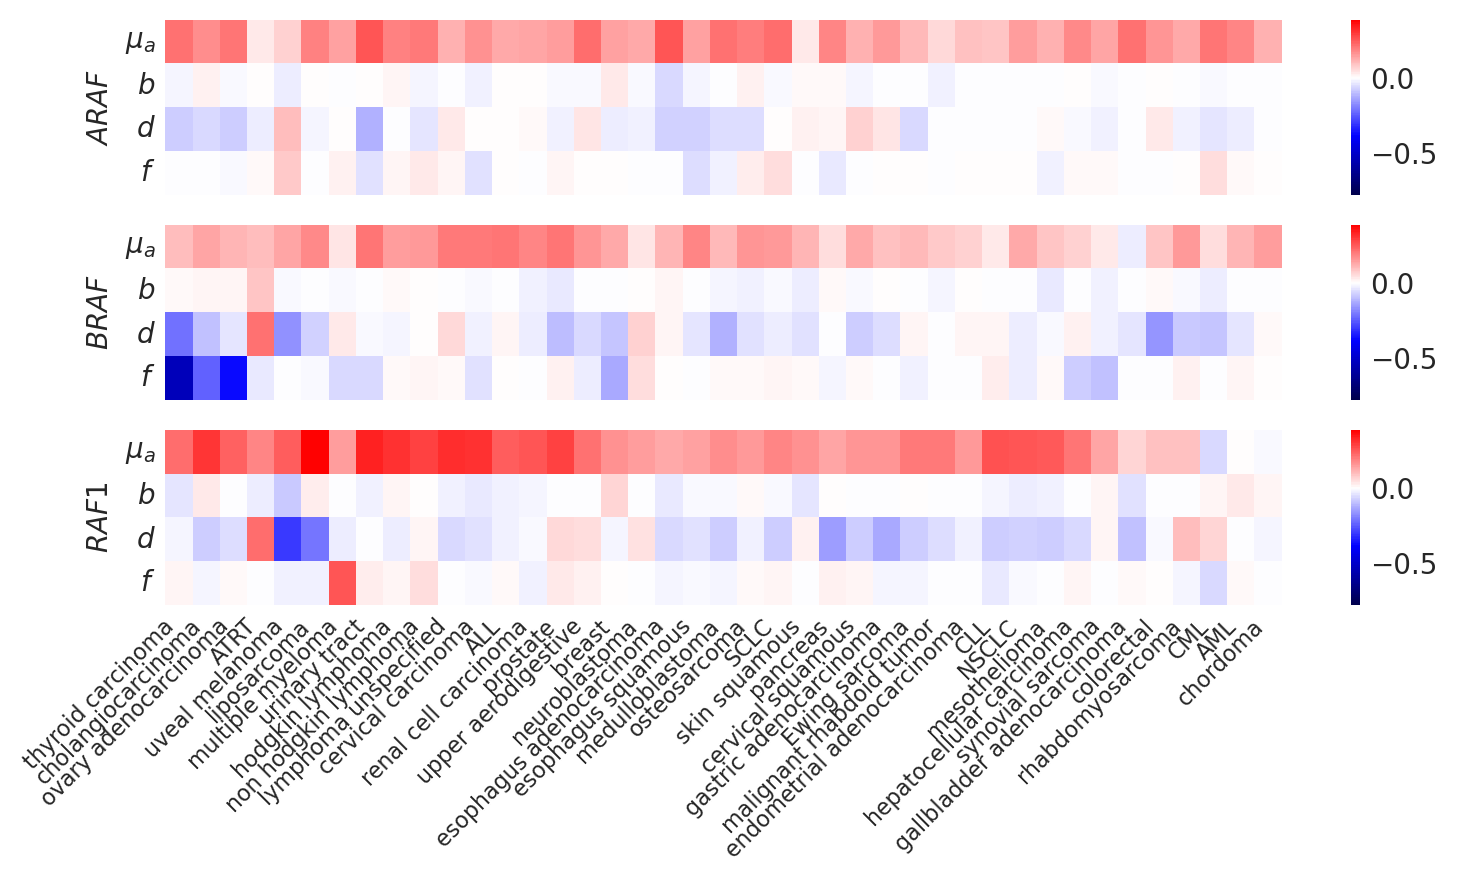 ARAF
μa
b
d
f
0.0
−0.5
BRAF
μa
b
d
f
0.0
−0.5
RAF1
μa
b
d
f
0.0
−0.5
thyroid carcinoma
cholangiocarcinoma
ovary adenocarcinoma
ATRT
uveal melanoma
liposarcoma
multiple myeloma
urinary tract
hodgkin lymphoma
non hodgkin lymphoma
lymphoma unspecified
cervical carcinoma
ALL
renal cell carcinoma
prostate
upper aerodigestive
breast
neuroblastoma
esophagus adenocarcinoma
esophagus squamous
medulloblastoma
osteosarcoma
SCLC
skin squamous
pancreas
cervical squamous
gastric adenocarcinoma
Ewing sarcoma
malignant rhabdoid tumor
endometrial adenocarcinoma
CLL
NSCLC
mesothelioma
hepatocellular carcinoma
synovial sarcoma
gallbladder adenocarcinoma
colorectal
rhabdomyosarcoma
CML
AML
chordoma